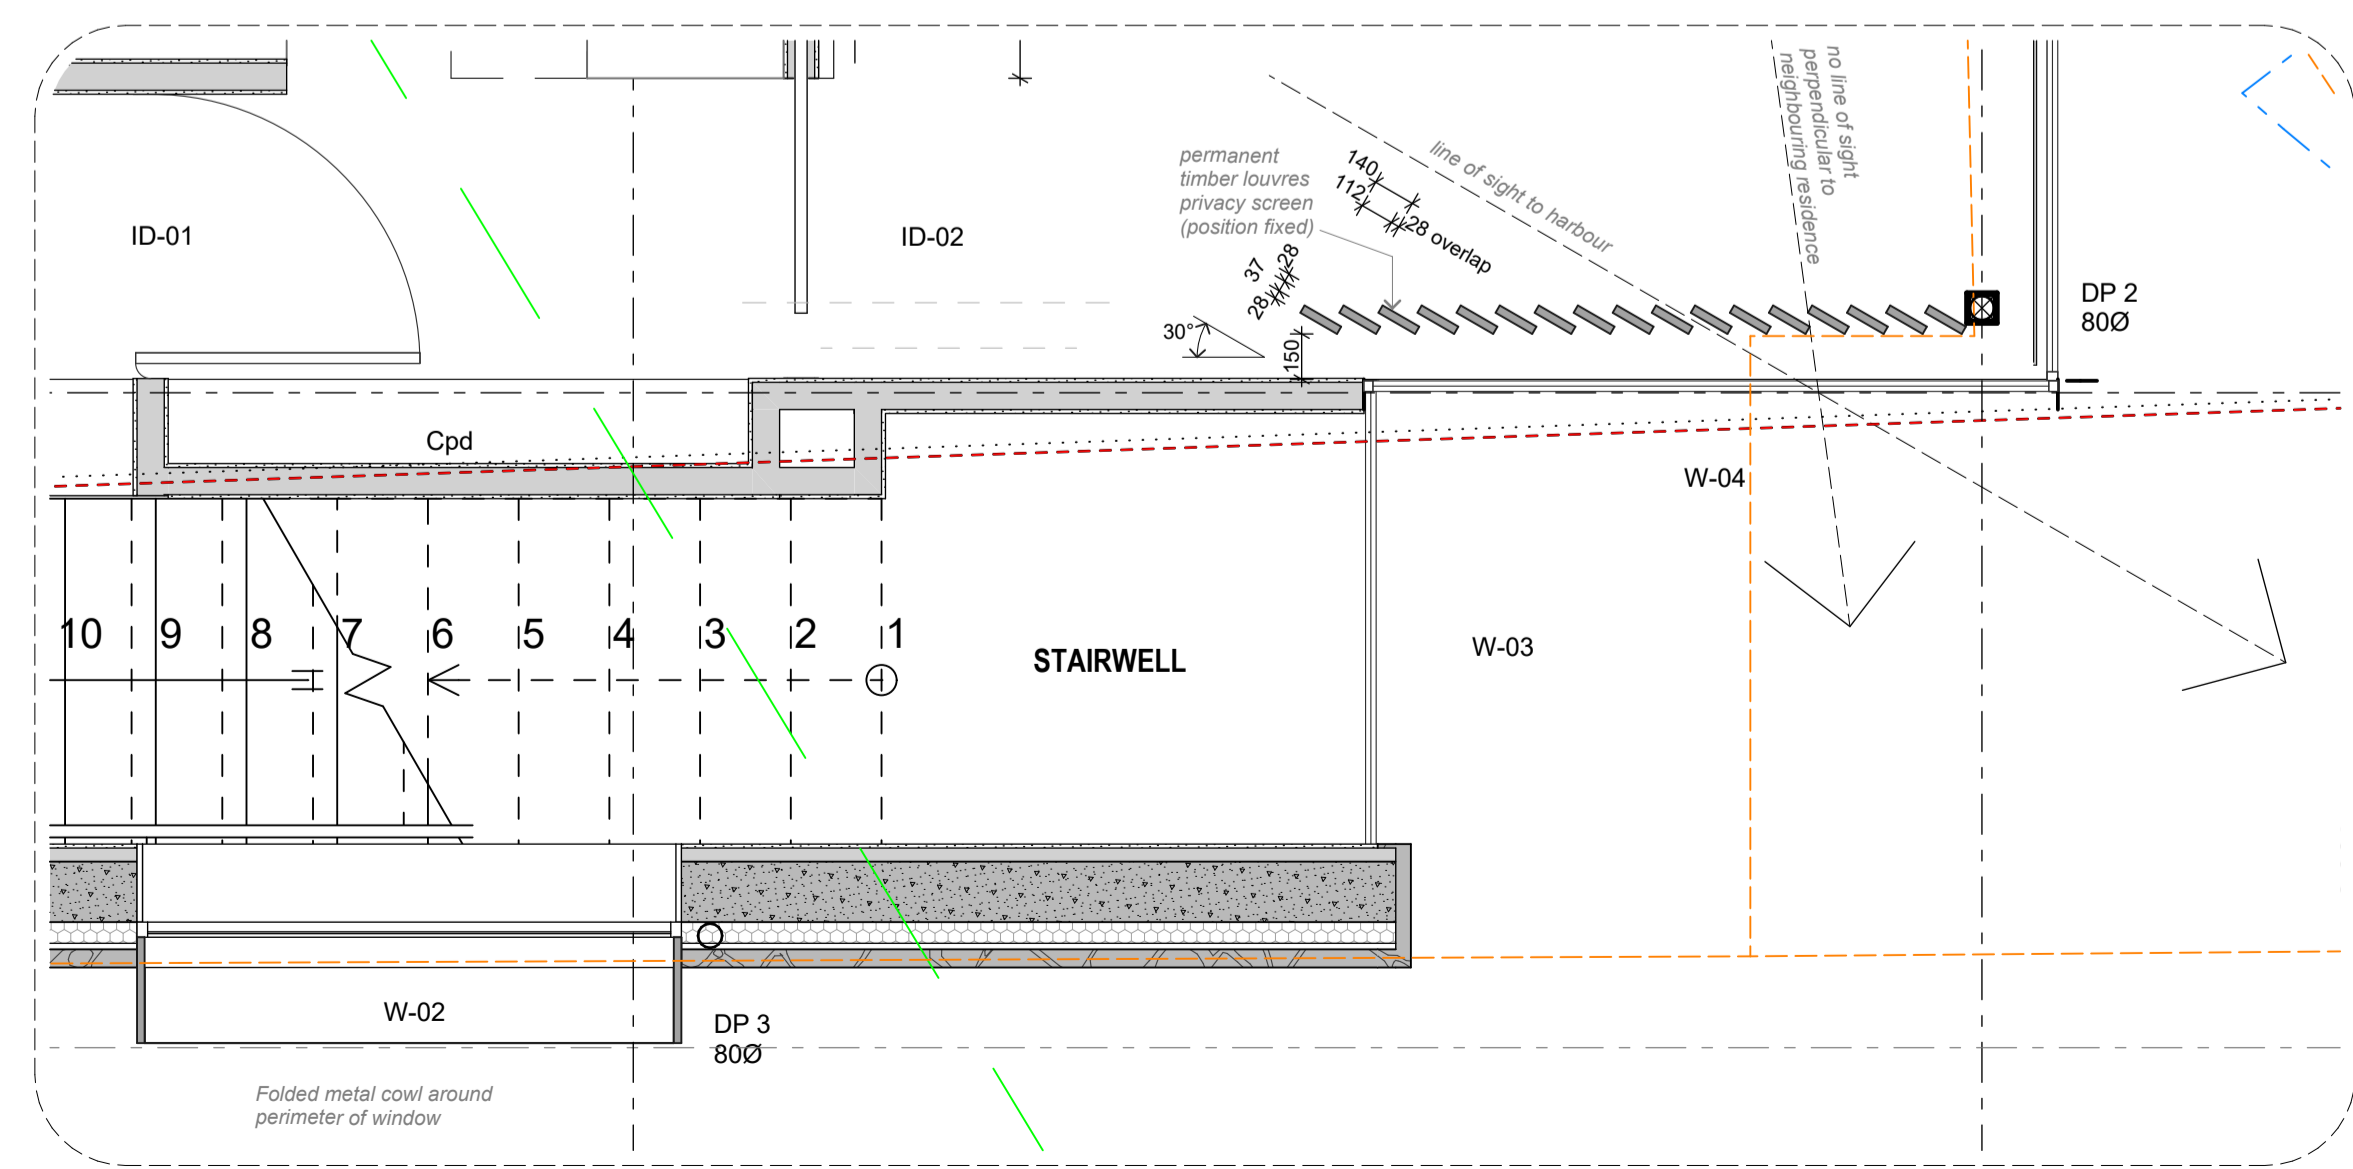 no line of sight
perpendicular to
neighbouring residence
permanent
timber louvres
privacy screen
(position fixed)
140
112
28 overlap
line of sight to harbour
ID-01
ID-02
37
28
28
30°
150
DP 2
80Ø
Cpd
W-04
10
9
8
7
6
5
4
3
2
1
STAIRWELL
W-03
W-02
DP 3
80Ø
Folded metal cowl around
perimeter of window